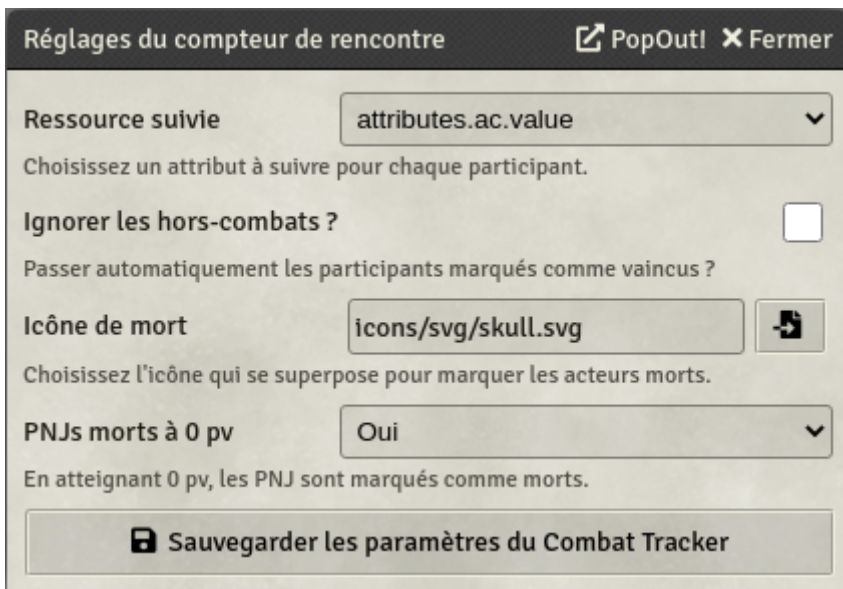 Réglages du compteur de rencontre PopOut! Fermer
Ressource suivie attributes.ac.value
Choisissez un attribut à suivre pour chaque participant.
Ignorer les hors-combats ?
Passer automatiquement les participants marqués comme vaincus ?
Icône de mort icons/svg/skull.svg
Choisissez l'icône qui se superpose pour marquer les acteurs morts.
PNJs morts à 0 pv Oui
En atteignant 0 pv, les PNJ sont marqués comme morts.
Sauvegarder les paramètres du Combat Tracker